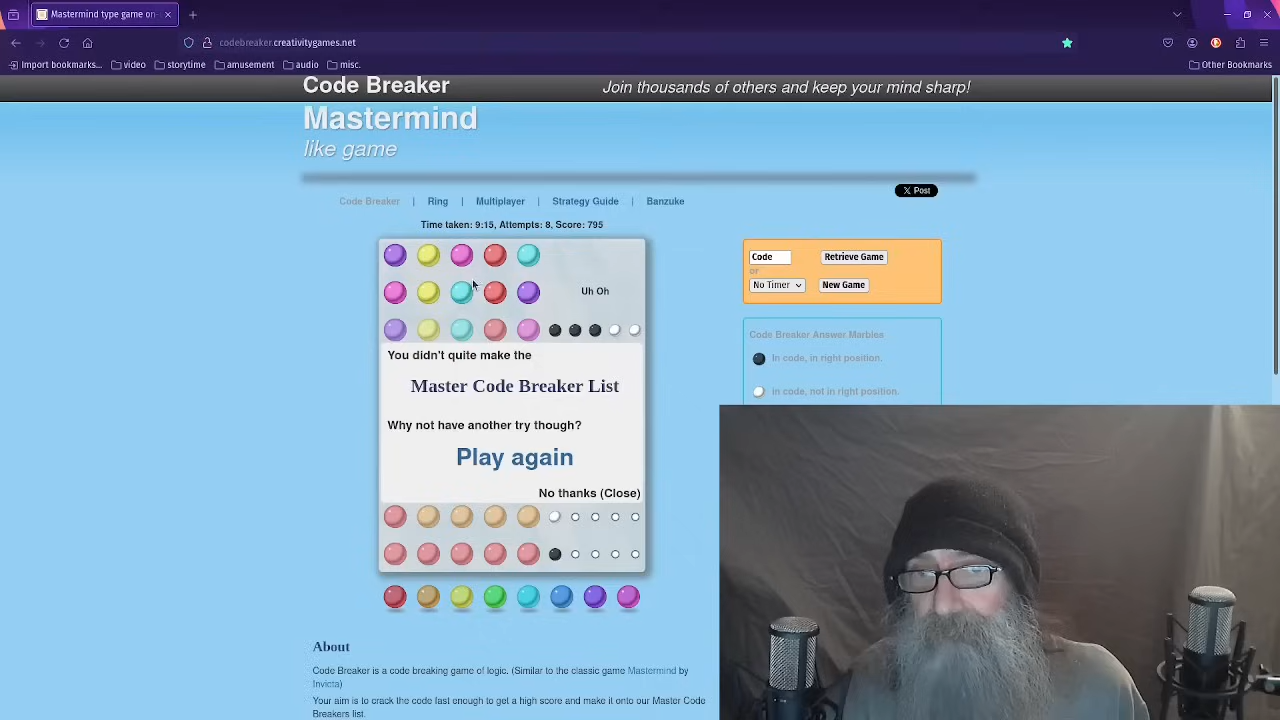 Mastermind type game on
codebreaker.creativitygames.net
Import bookmarks...
video
storytime
amusement
audio
misc.
Other Bookmarks
Code Breaker
Join thousands of others and keep your mind sharp!
Mastermind
like game
X Post
Code Breaker | Ring | Multiplayer | Strategy Guide | Banzuke
Time taken: 9:15, Attempts: 8, Score: 795
Code
Retrieve Game
or
No Timer
New Game
Uh Oh
Code Breaker Answer Marbles
In code, in right position.
In code, not in right position.
You didn't quite make the
Master Code Breaker List
Why not have another try though?
Play again
No thanks (Close)
About
Code Breaker is a code breaking game of logic. (Similar to the classic game Mastermind by
Invicta)
Your aim is to crack the code fast enough to get a high score and make it onto our Master Code
Breakers list.